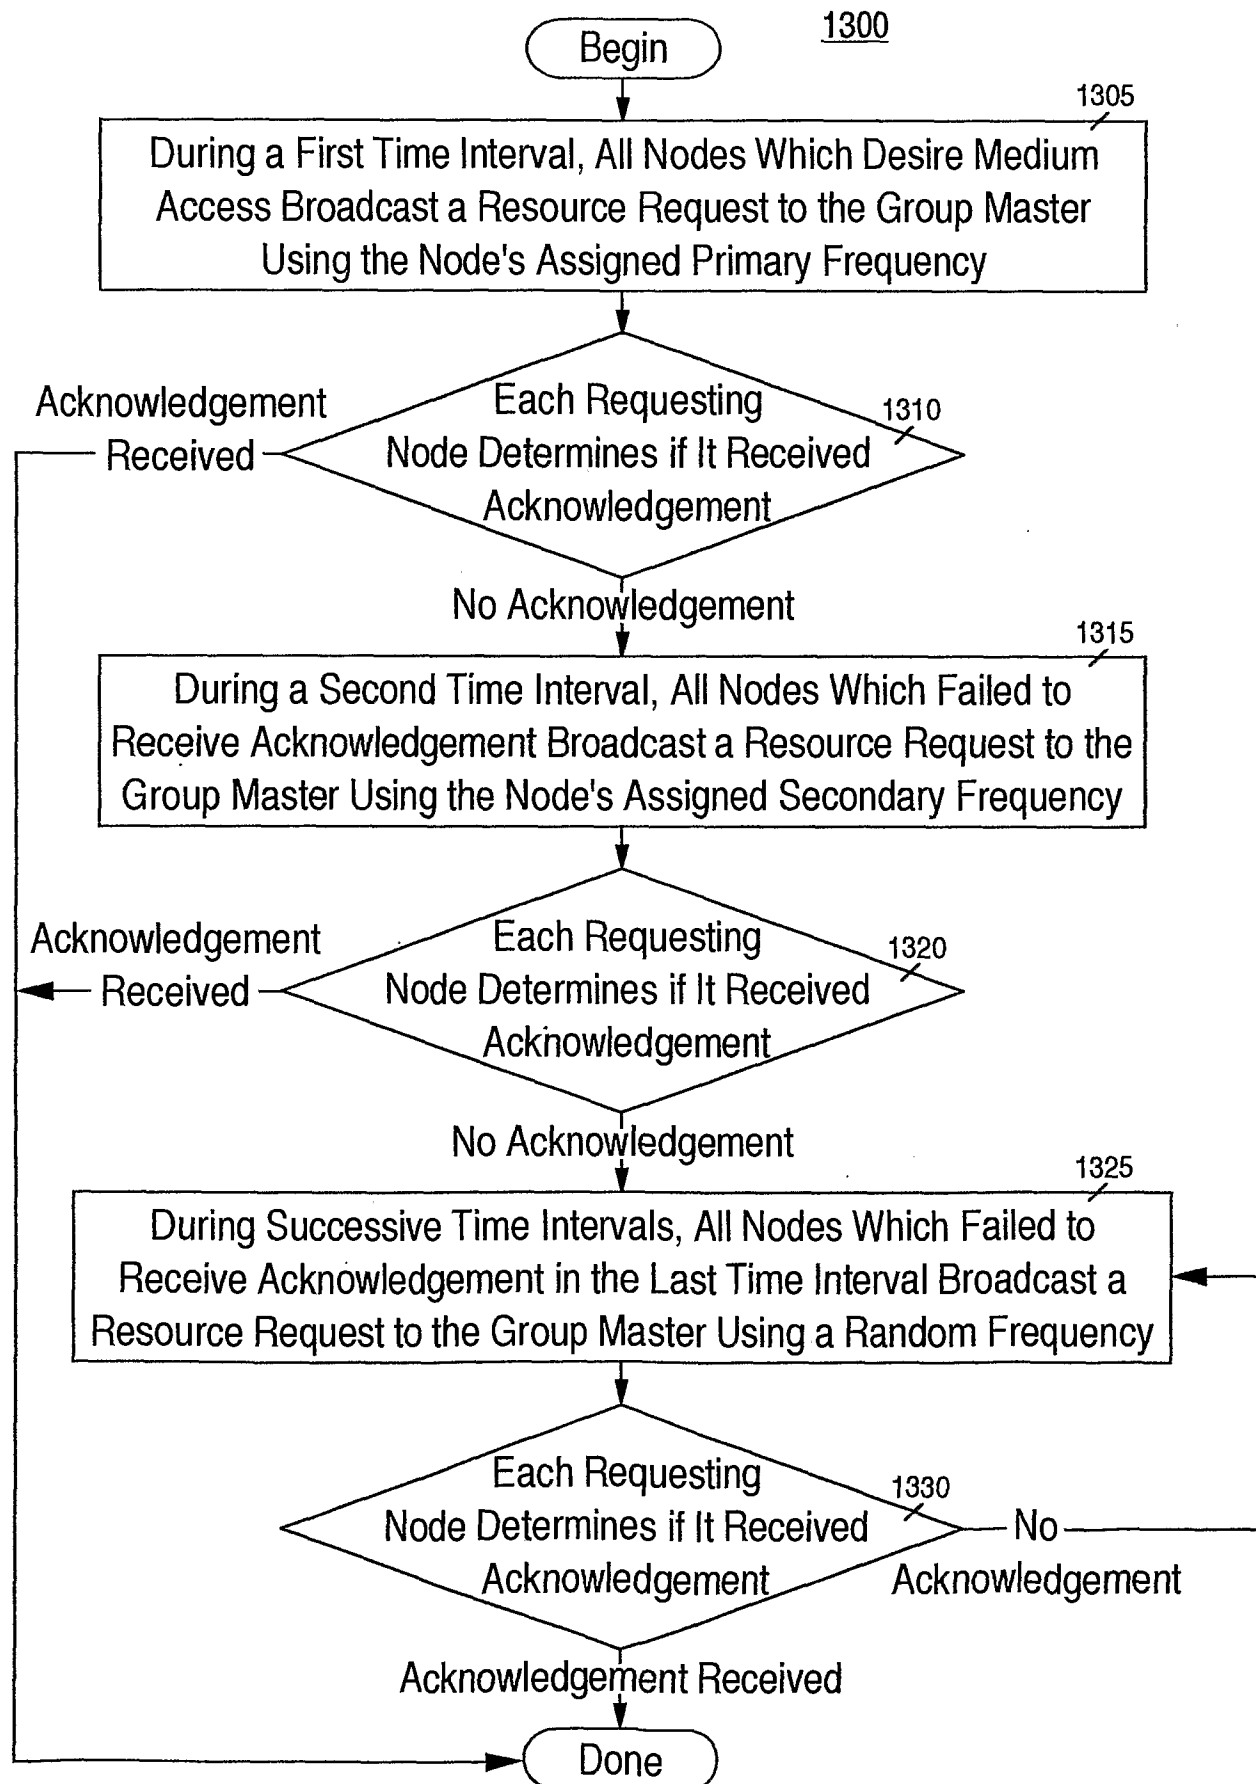 1300
Begin
1305
During a First Time Interval, All Nodes Which Desire Medium
Access Broadcast a Resource Request to the Group Master
Using the Node's Assigned Primary Frequency
Acknowledgement
Received
Each Requesting
1310
Node Determines if It Received
Acknowledgement
No Acknowledgement
1315
During a Second Time Interval, All Nodes Which Failed to
Receive Acknowledgement Broadcast a Resource Request to the
Group Master Using the Node's Assigned Secondary Frequency
Acknowledgement
Received
Each Requesting
1320
Node Determines if It Received
Acknowledgement
No Acknowledgement
1325
During Successive Time Intervals, All Nodes Which Failed to
Receive Acknowledgement in the Last Time Interval Broadcast a
Resource Request to the Group Master Using a Random Frequency
Each Requesting
1330
Node Determines if It Received
Acknowledgement
No
Acknowledgement
Acknowledgement Received
Done